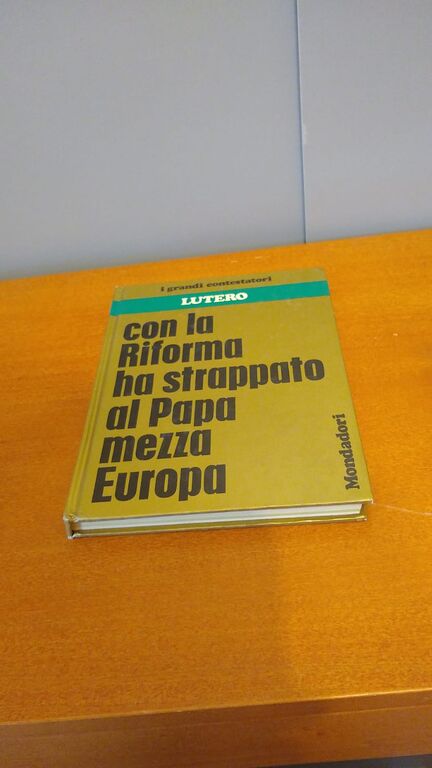 i grandi contestatori
LUTERO
con la
Riforma
ha strappato
al Papa
mezza
Europa
Mondadori